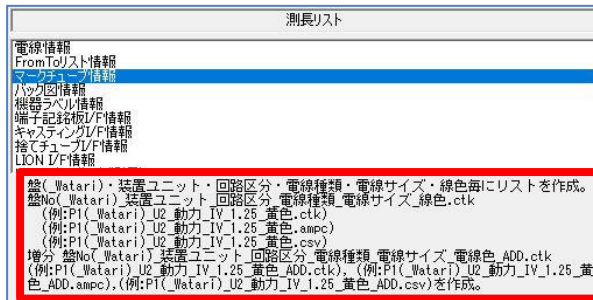 測長リスト
電線情報
FromToリスト情報
マークチューブ情報
パック図情報
機器ラベル情報
端子記銘板I/F情報
キャスティングI/F情報
捨てチューブI/F情報
LION I/F情報
盤(_Watari)・装置ユニット・回路区分・電線種類・電線サイズ・線色毎にリストを作成。
盤No(_Watari)_装置ユニット_回路区分_電線種類_電線サイズ_線色.ctk
(例:P1(_Watari)_U2_動力_IV_1.25_黄色.ctk)
(例:P1(_Watari)_U2_動力_IV_1.25_黄色.ampc)
(例:P1(_Watari)_U2_動力_IV_1.25_黄色.csv)
増分_盤No(_Watari)_装置ユニット_回路区分_電線種類_電線サイズ_電線色_ADD.ctk
(例:P1(_Watari)_U2_動力_IV_1.25_黄色_ADD.ctk), (例:P1(_Watari)_U2_動力_IV_1.25_黄
色_ADD.ampc),(例:P1(_Watari)_U2_動力_IV_1.25_黄色_ADD.csv)を作成。